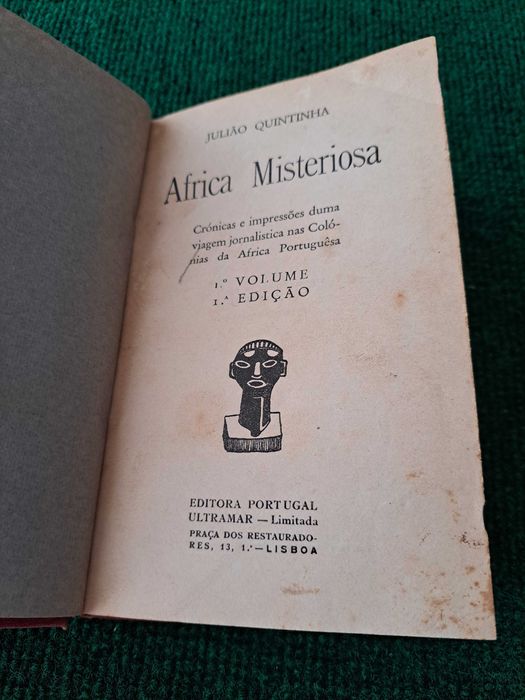 JULIÃO QUINTINHA
Africa Misteriosa
Crónicas e impressões duma
viagem jornalistica nas Coló-
nias da Africa Portuguêsa
1.º VOLUME
1.ª EDIÇÃO
EDITORA PORTUGAL
ULTRAMAR — Limitada
PRAÇA DOS RESTAURADO-
RES, 13, 1.º — LISBOA